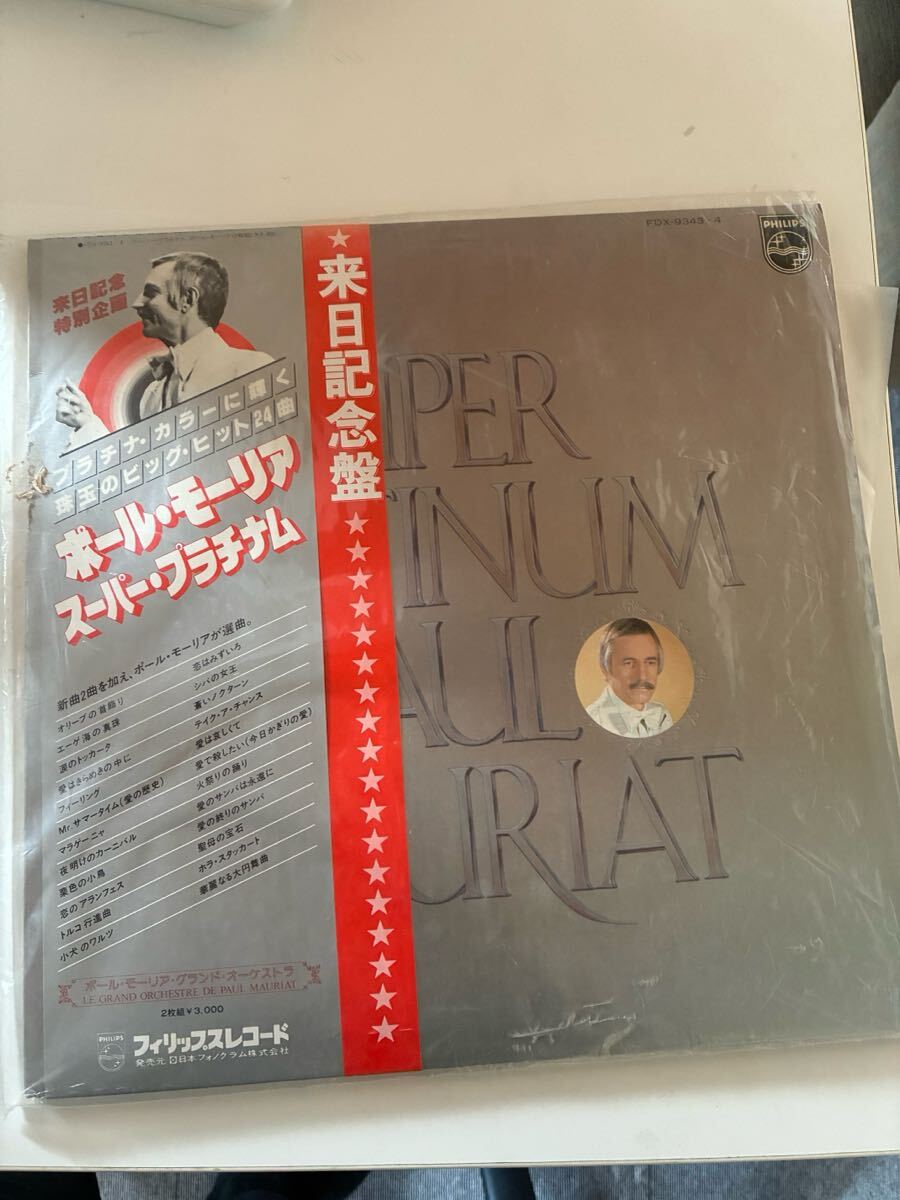 来日記念
特別企画
プラチナ・カラーに輝く
珠玉のビッグ・ヒット24曲
ポール・モーリア
スーパー・プラチナム
新曲2曲を加え、ポール・モーリアが選曲。
オリーブの首飾り
エーゲ海の真珠
涙のトッカータ
愛はきらめきの中に
フィーリング
Mr.サマータイム(愛の歴史)
マラゲーニャ
夜明けのカーニバル
栗色の小鳥
恋のアランフェス
トルコ行進曲
小犬のワルツ
恋はみずいろ
シバの女王
蒼いノクターン
テイク・ア・チャンス
愛は哀しくて
愛で殺したい(今日かぎりの愛)
火祭りの踊り
愛のサンバは永遠に
愛の終りのサンバ
聖母の宝石
ホラ・スタッカート
華麗なる大円舞曲
ポール・モーリア・グランド・オーケストラ
LE GRAND ORCHESTRE DE PAUL MAURIAT
2枚組¥3,000
PHILIPS
フィリップスレコード
発売元 日本フォノグラム株式会社
★来日記念盤★★★★★★★★★★★★★★★
FDX-9343・4
PHILIPS
PER
TINUM
AUL
URIAT